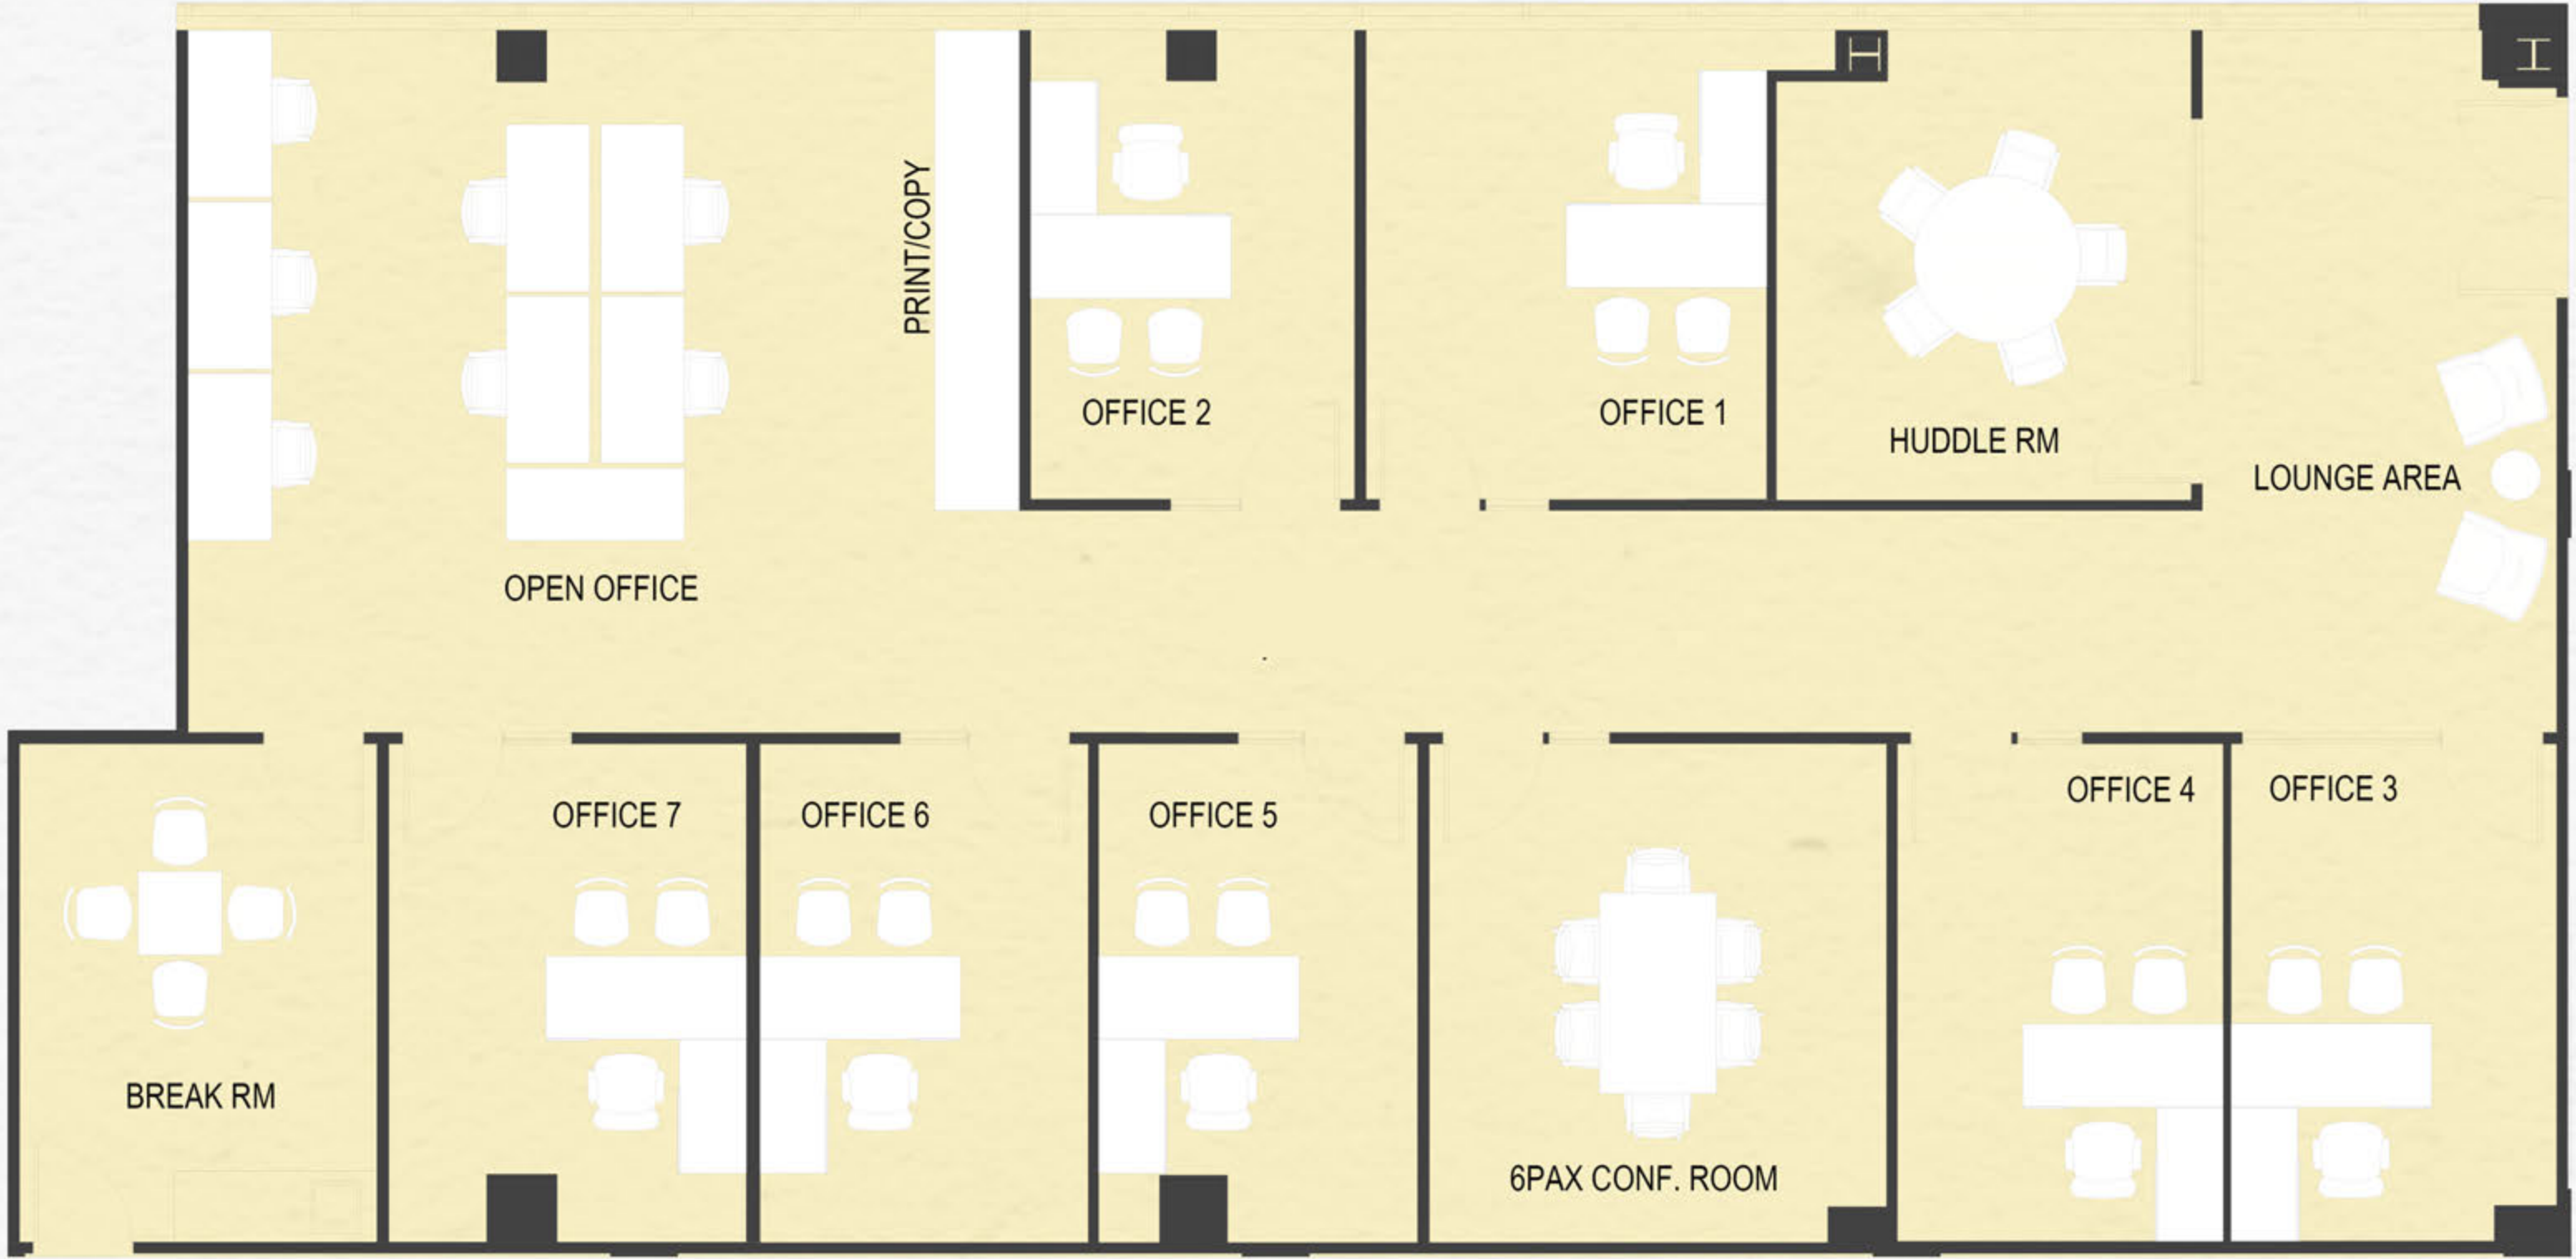 PRINT/COPY
OFFICE 2
OFFICE 1
HUDDLE RM
LOUNGE AREA
OPEN OFFICE
OFFICE 7
OFFICE 6
OFFICE 5
OFFICE 4
OFFICE 3
BREAK RM
6PAX CONF. ROOM